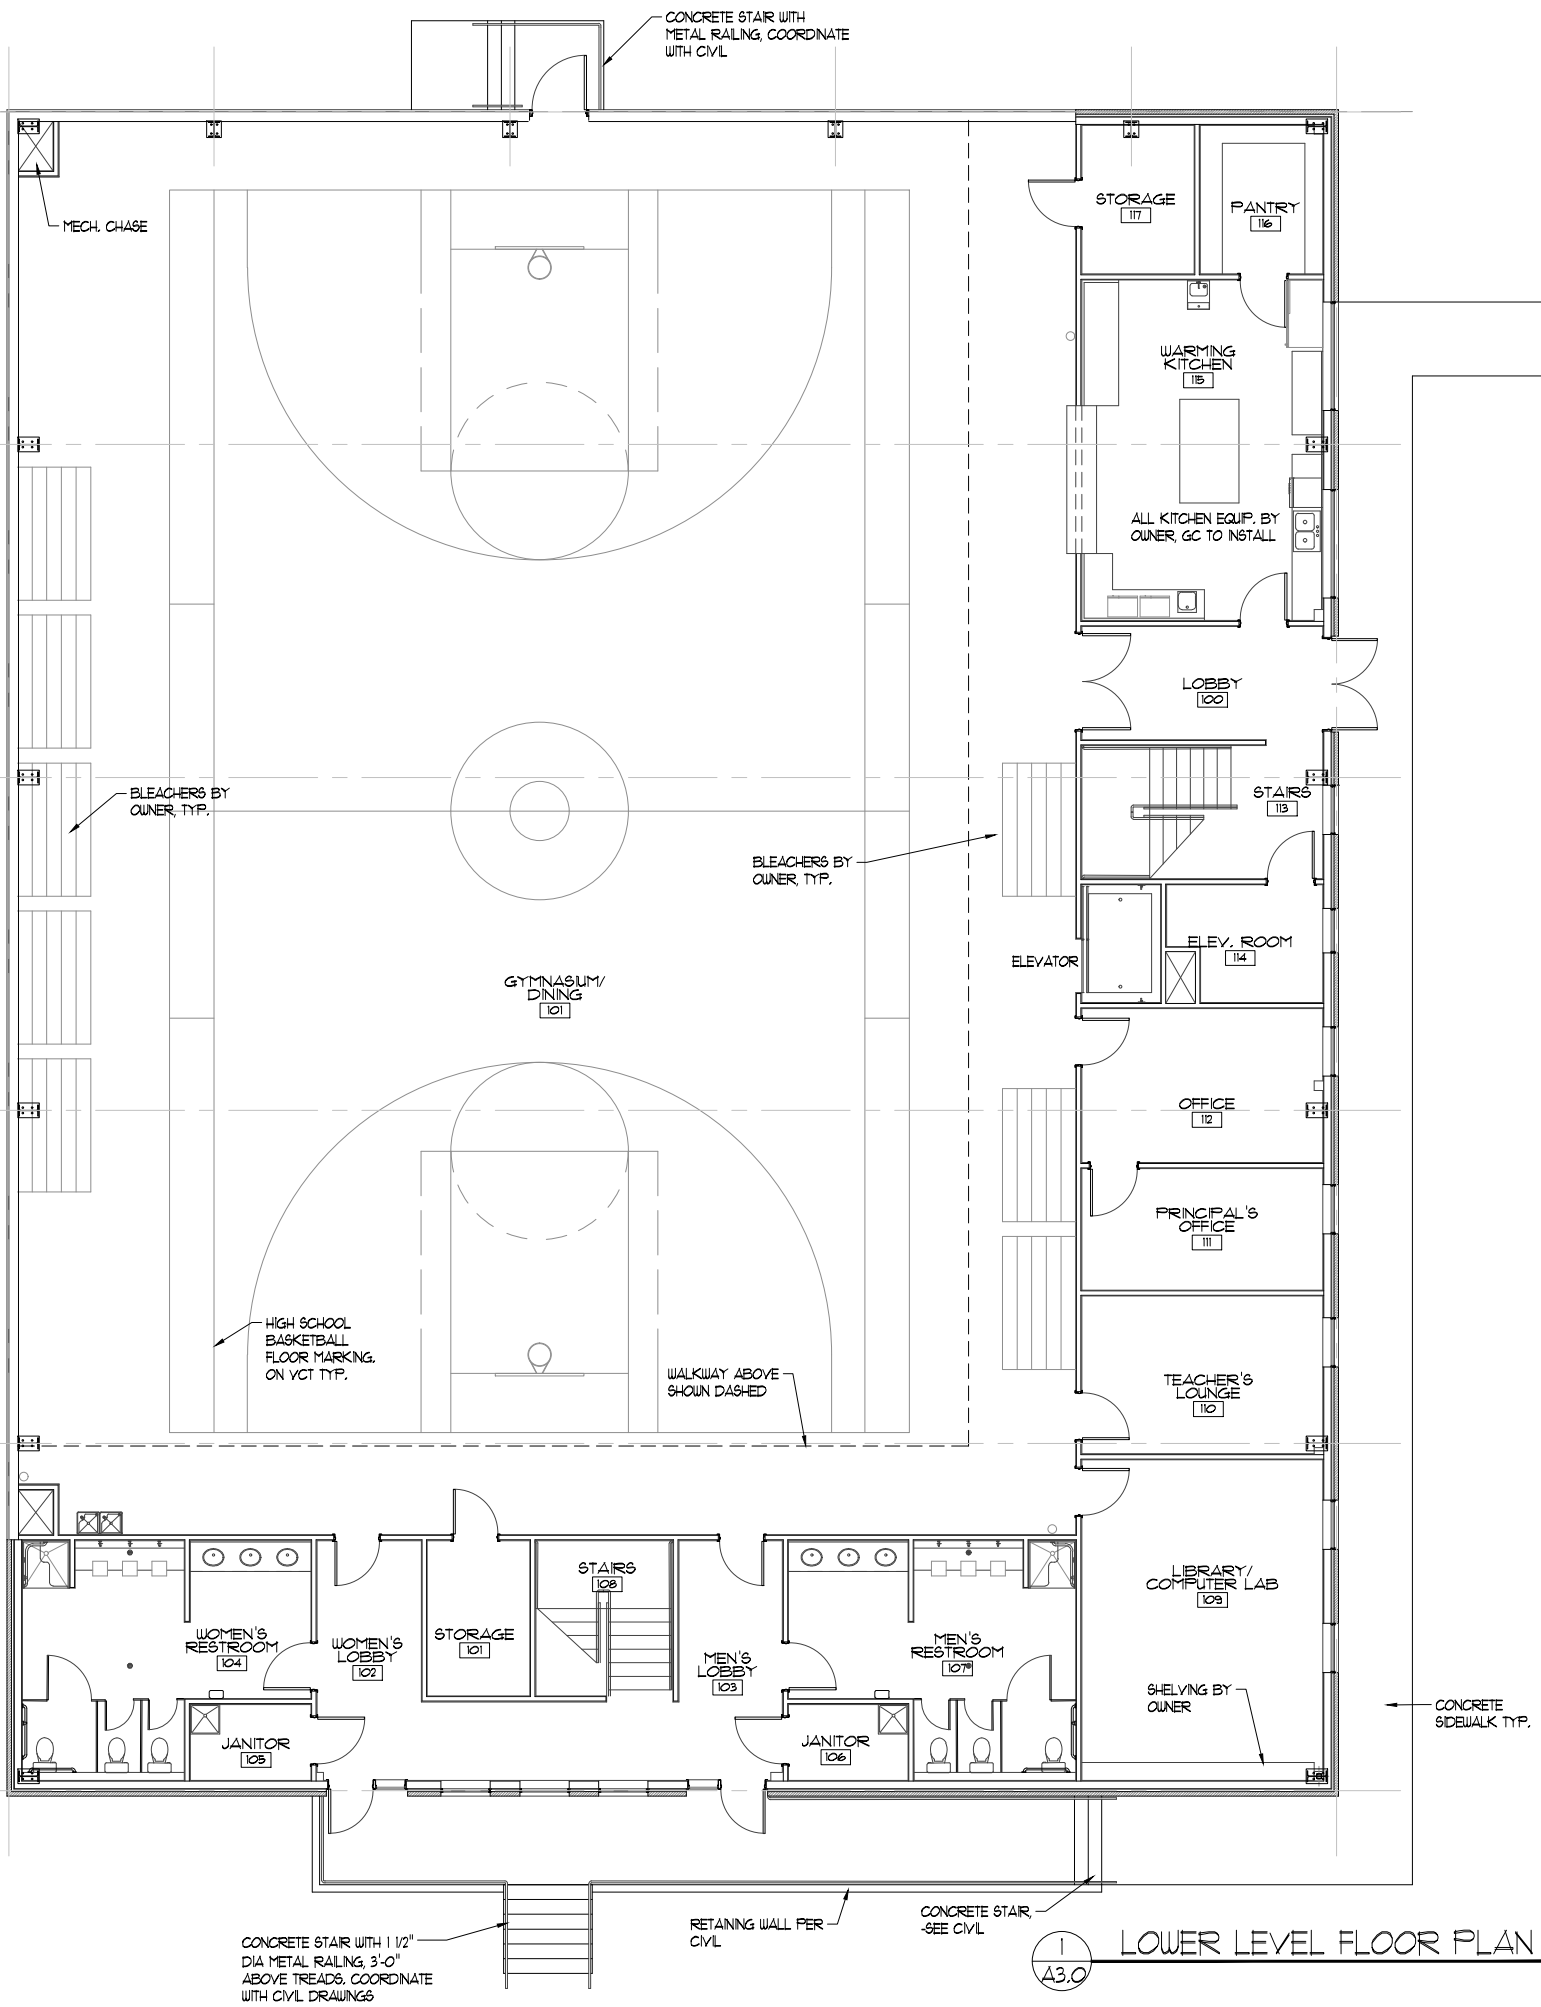 CONCRETE STAIR WITH
METAL RAILING, COORDINATE
WITH CIVIL
MECH. CHASE
STORAGE
117
PANTRY
116
WARMING
KITCHEN
115
ALL KITCHEN EQUIP. BY
OWNER, GC TO INSTALL
LOBBY
100
BLEACHERS BY
OWNER, TYP.
STAIRS
113
BLEACHERS BY
OWNER, TYP.
ELEV. ROOM
114
ELEVATOR
GYMNASIUM/
DINING
101
OFFICE
112
PRINCIPAL'S
OFFICE
111
HIGH SCHOOL
BASKETBALL
FLOOR MARKING.
ON VCT TYP.
WALKWAY ABOVE
SHOWN DASHED
TEACHER'S
LOUNGE
110
STAIRS
108
LIBRARY/
COMPUTER LAB
109
WOMEN'S
RESTROOM
104
WOMEN'S
LOBBY
102
STORAGE
101
MEN'S
LOBBY
103
MEN'S
RESTROOM
107
SHELVING BY
OWNER
CONCRETE
SIDEWALK TYP.
JANITOR
105
JANITOR
106
CONCRETE STAIR WITH 1 1/2"
DIA METAL RAILING, 3'-0"
ABOVE TREADS. COORDINATE
WITH CIVIL DRAWINGS
RETAINING WALL PER
CIVIL
CONCRETE STAIR,
-SEE CIVIL
1
A3.0
LOWER LEVEL FLOOR PLAN